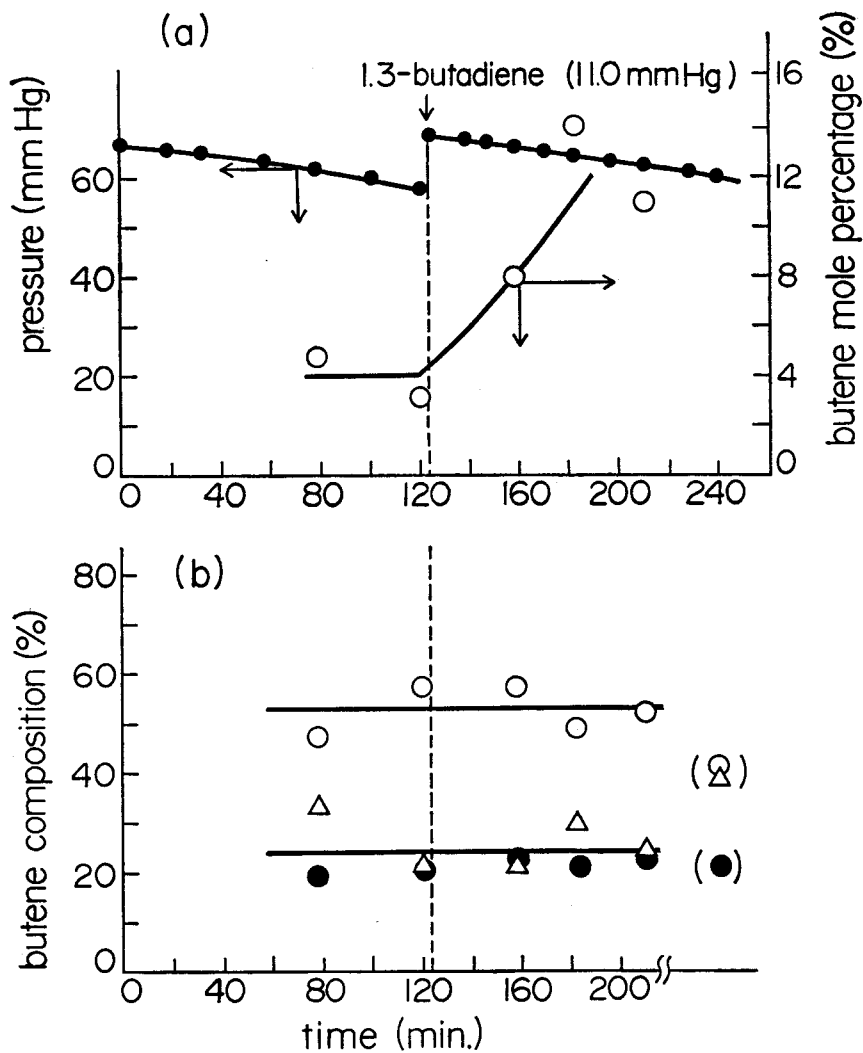 (a)
1.3-butadiene (11.0 mmHg)
pressure (mm Hg)
60
40
20
0
butene mole percentage (%)
16
12
8
4
0
0 40 80 120 160 200 240
(b)
butene composition (%)
80
60
40
20
0
( )
( )
0 40 80 120 160 200
time (min.)